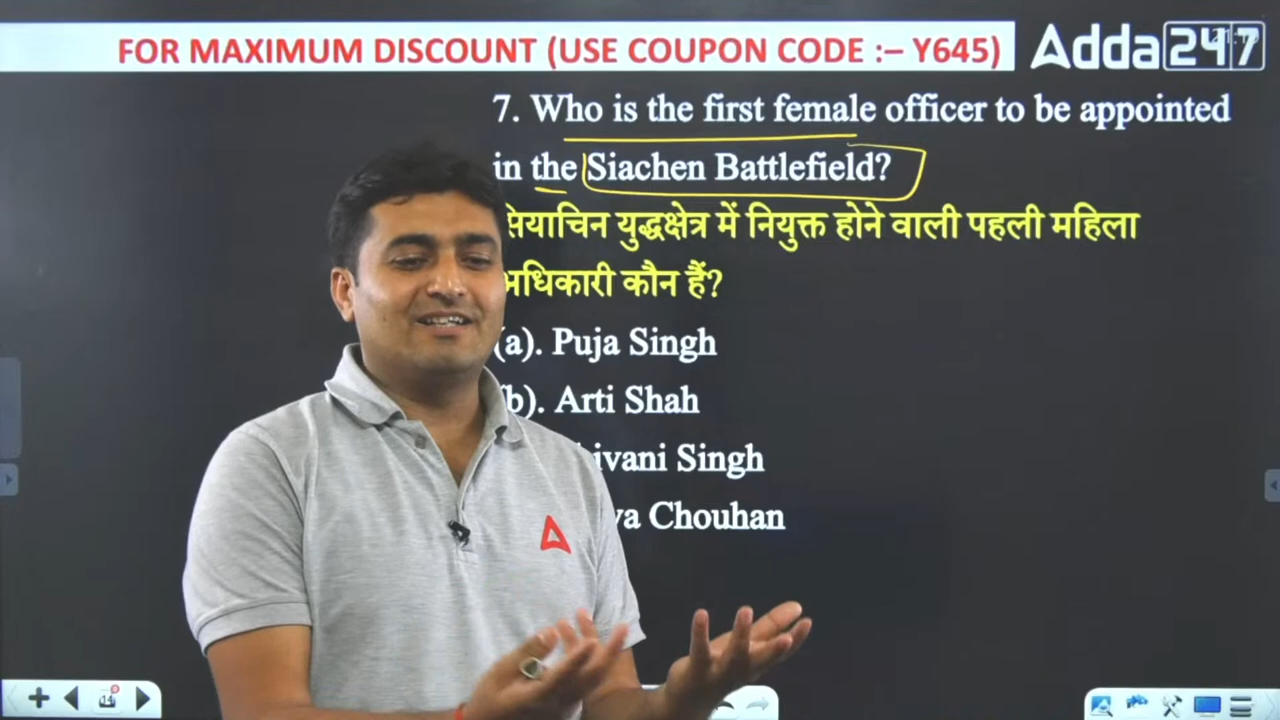 FOR MAXIMUM DISCOUNT (USE COUPON CODE :– Y645)
Adda247
7. Who is the first female officer to be appointed
in the Siachen Battlefield?
सियाचिन युद्धक्षेत्र में नियुक्त होने वाली पहली महिला
अधिकारी कौन हैं?
(a). Puja Singh
(b). Arti Shah
Singh
Chouhan